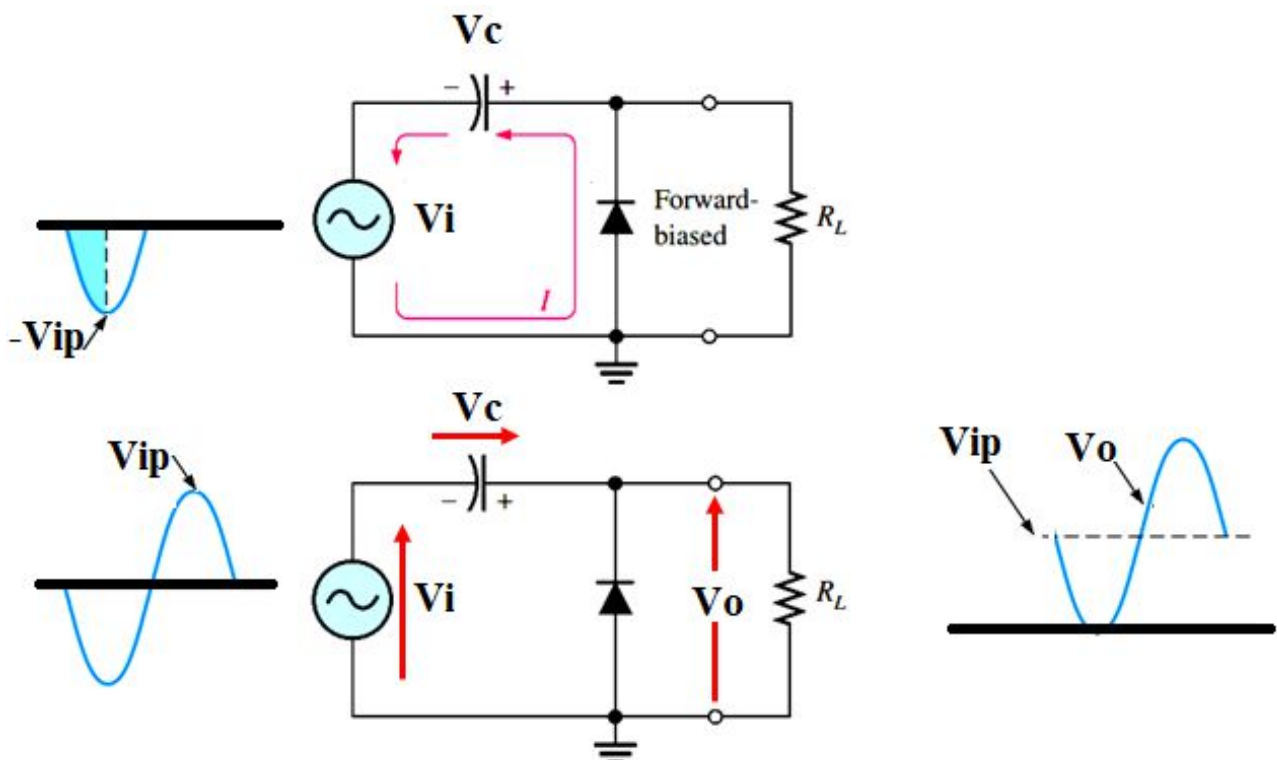 Vc
− +
Vi
Forward-
biased
R_L
I
-Vip
Vc
Vip
− +
Vi
Vo
R_L
Vip
Vo